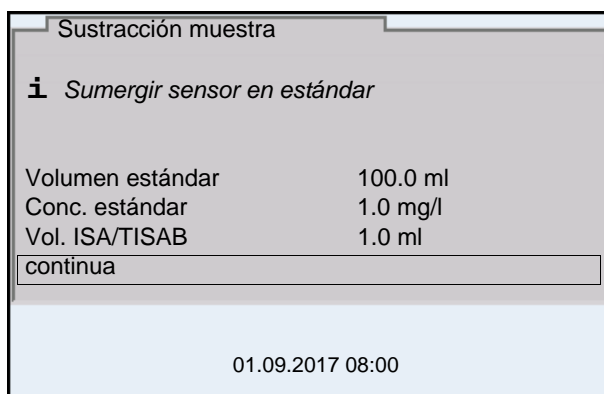 Sustracción muestra
i Sumergir sensor en estándar
Volumen estándar 100.0 ml
Conc. estándar 1.0 mg/l
Vol. ISA/TISAB 1.0 ml
continua
01.09.2017 08:00